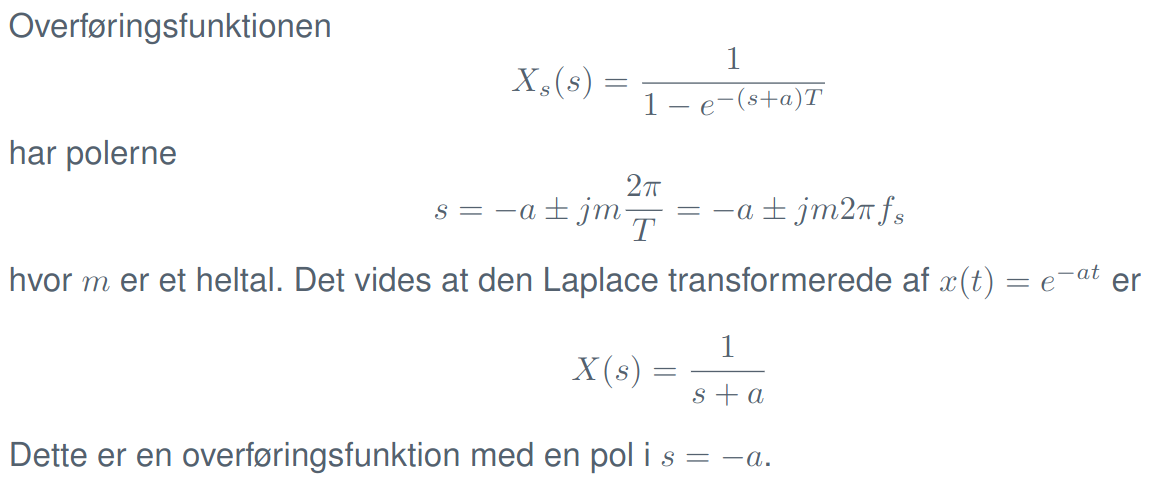 Overføringsfunktionen
X_s(s) = \frac{1}{1 - e^{-(s+a)T}}
har polerne
s = -a \pm jm\frac{2\pi}{T} = -a \pm jm2\pi f_s
hvor m er et heltal. Det vides at den Laplace transformerede af x(t) = e^{-at} er
X(s) = \frac{1}{s + a}
Dette er en overføringsfunktion med en pol i s = -a.